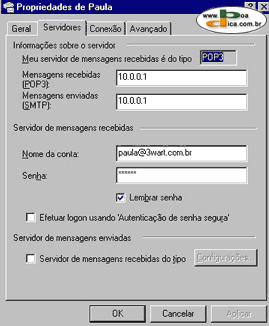 Propriedades de Paula
boa
dica.com.br
www.
Geral Servidores Conexão Avançado
Informações sobre o servidor
Meu servidor de mensagens recebidas é do tipo POP3
Mensagens recebidas
(POP3): 10.0.0.1
Mensagens enviadas
(SMTP): 10.0.0.1
Servidor de mensagens recebidas
Nome da conta: paula@3wart.com.br
Senha: ******
Lembrar senha
Efetuar logon usando 'Autenticação de senha segura'
Servidor de mensagens enviadas
Servidor de mensagens recebidas do tipo Configurações...
OK Cancelar Aplicar